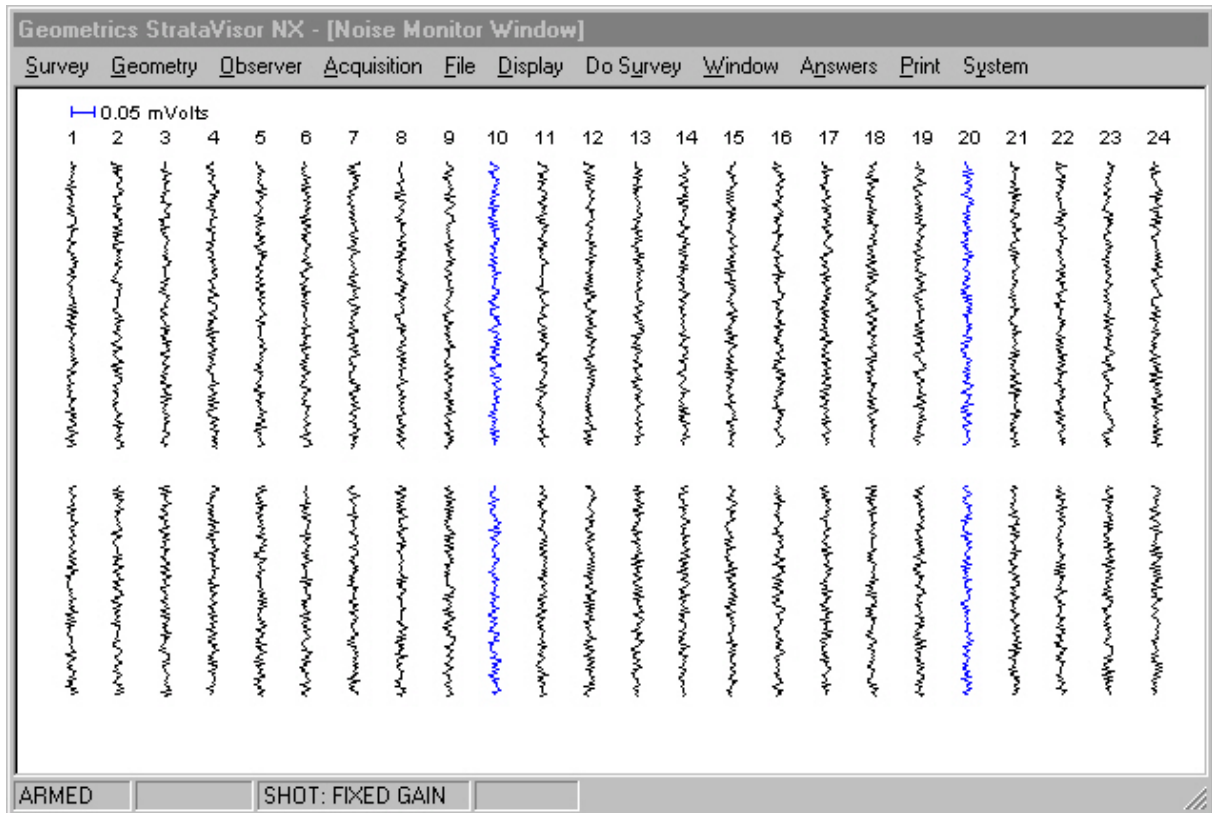 Geometrics StrataVisor NX - [Noise Monitor Window]
Survey Geometry Observer Acquisition File Display Do Survey Window Answers Print System
0.05 mVolts
1 2 3 4 5 6 7 8 9 10 11 12 13 14 15 16 17 18 19 20 21 22 23 24
ARMED SHOT: FIXED GAIN